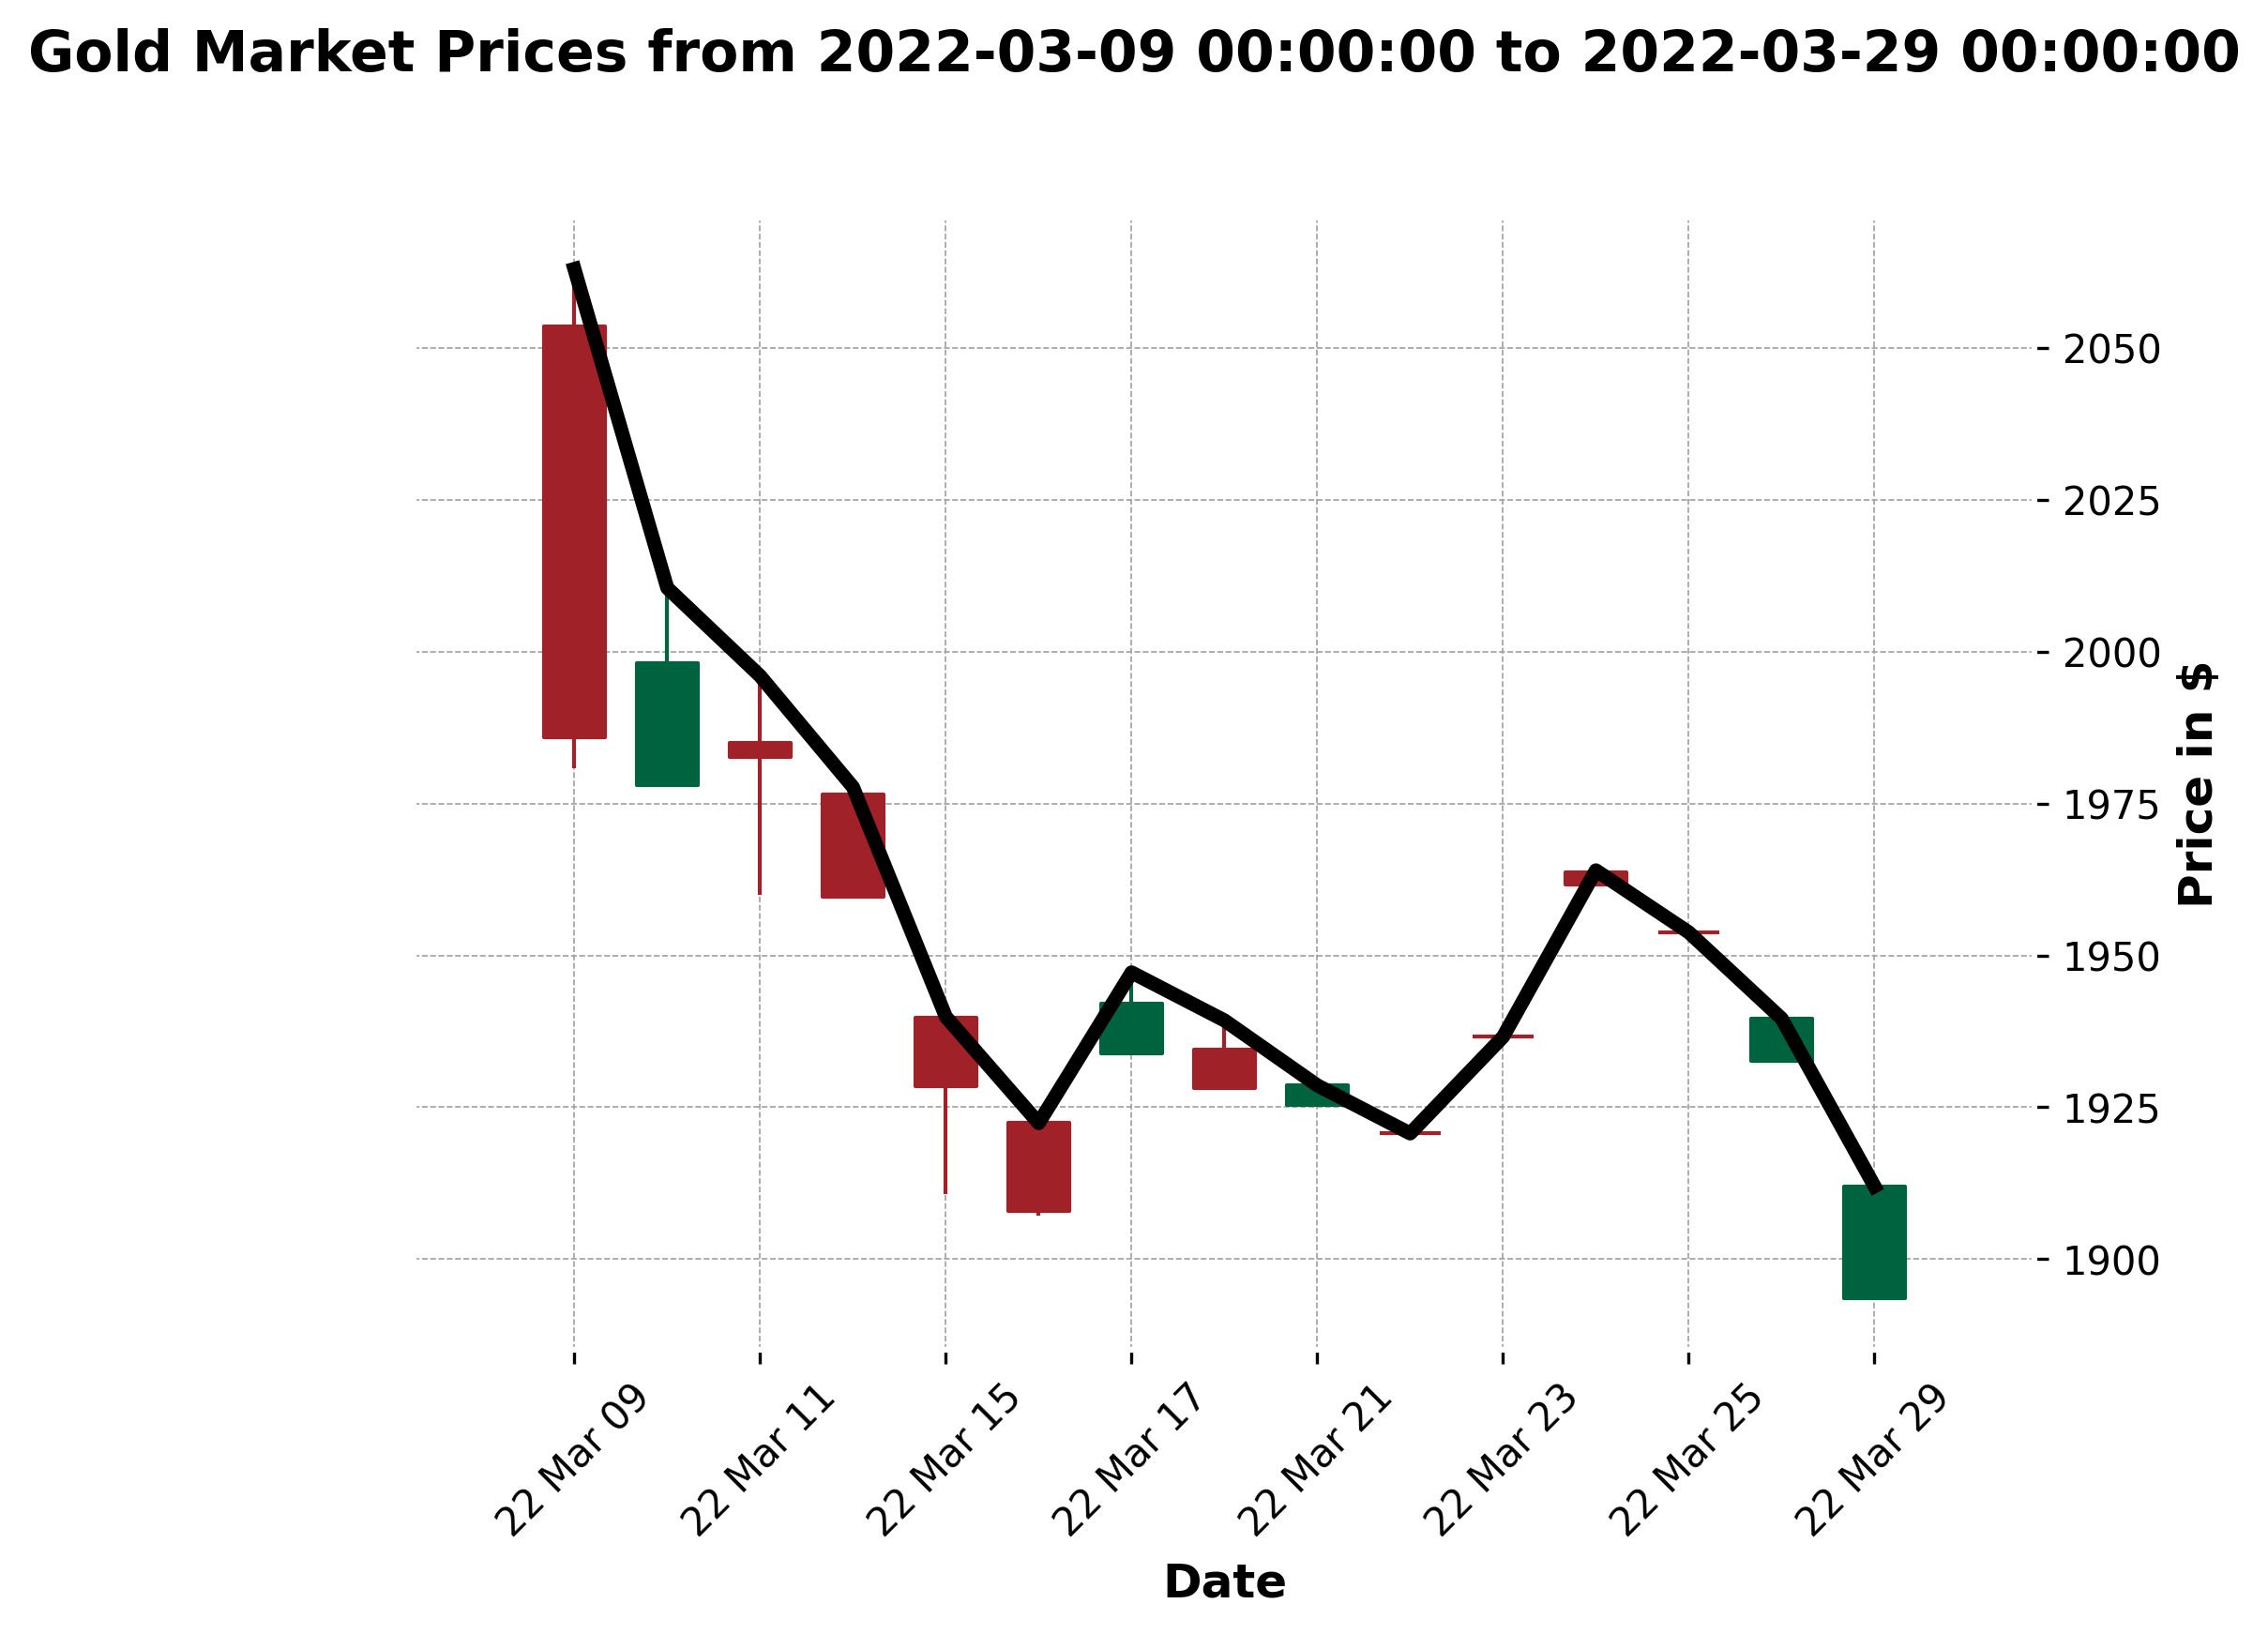 Gold Market Prices from 2022-03-09 00:00:00 to 2022-03-29 00:00:00
2050
2025
2000
1975
1950
1925
1900
Price in $
22 Mar 09
22 Mar 11
22 Mar 15
22 Mar 17
22 Mar 21
22 Mar 23
22 Mar 25
22 Mar 29
Date